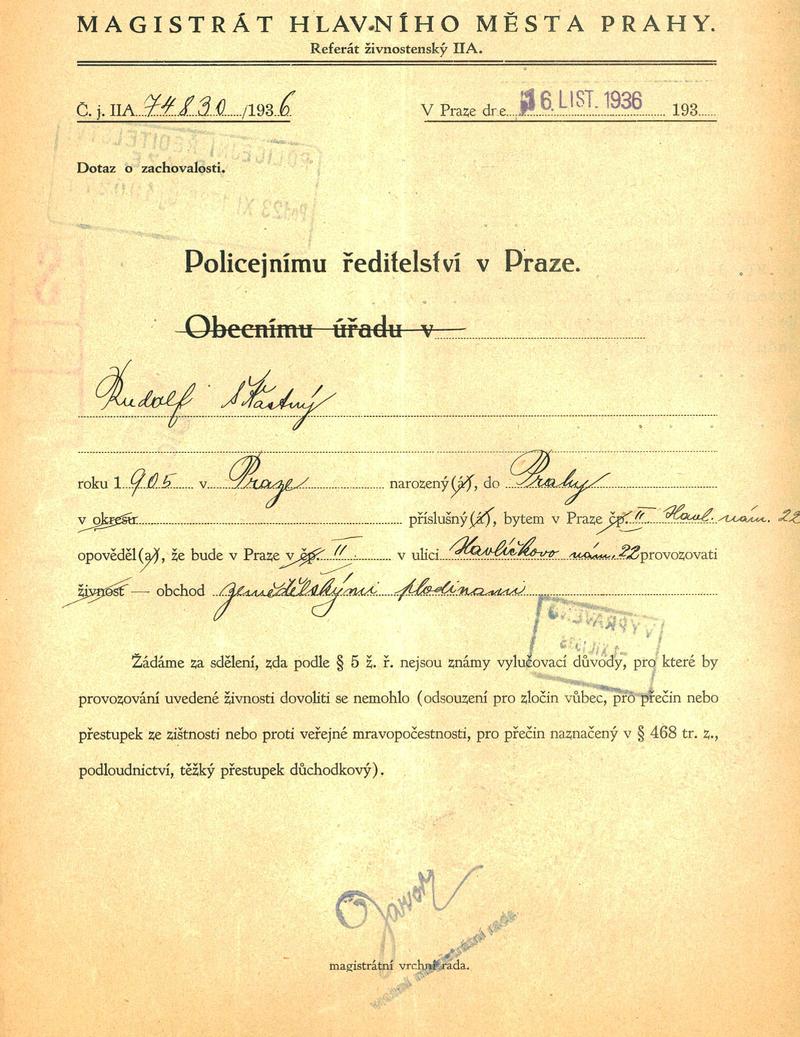 MAGISTRÁT HLAVNÍHO MĚSTA PRAHY.
Referát živnostenský IIA.
Č. j. IIA 74830 /1936
V Praze dne 16. LIST. 1936 193
Dotaz o zachovalosti.
Policejnímu ředitelství v Praze.
Obecnímu úřadu v
Rudolf Šťastný
roku 1905 v Praze narozený (á), do Prahy
v okresu příslušný (á), bytem v Praze čp. II Havl. nám. 22
opověděl (a), že bude v Praze v čp. II v ulici Havlíčkovo nám. 22 provozovati
živnost — obchod zemědělskými plodinami
VYPRAVENO
Žádáme za sdělení, zda podle § 5 ž. ř. nejsou známy vylučovací důvody, pro které by
provozování uvedené živnosti dovoliti se nemohlo (odsouzení pro zločin vůbec, pro přečin nebo
přestupek ze zištnosti nebo proti veřejné mravopočestnosti, pro přečin naznačený v § 468 tr. z.,
podloudnictví, těžký přestupek důchodkový).
magistrátní vrchní rada.